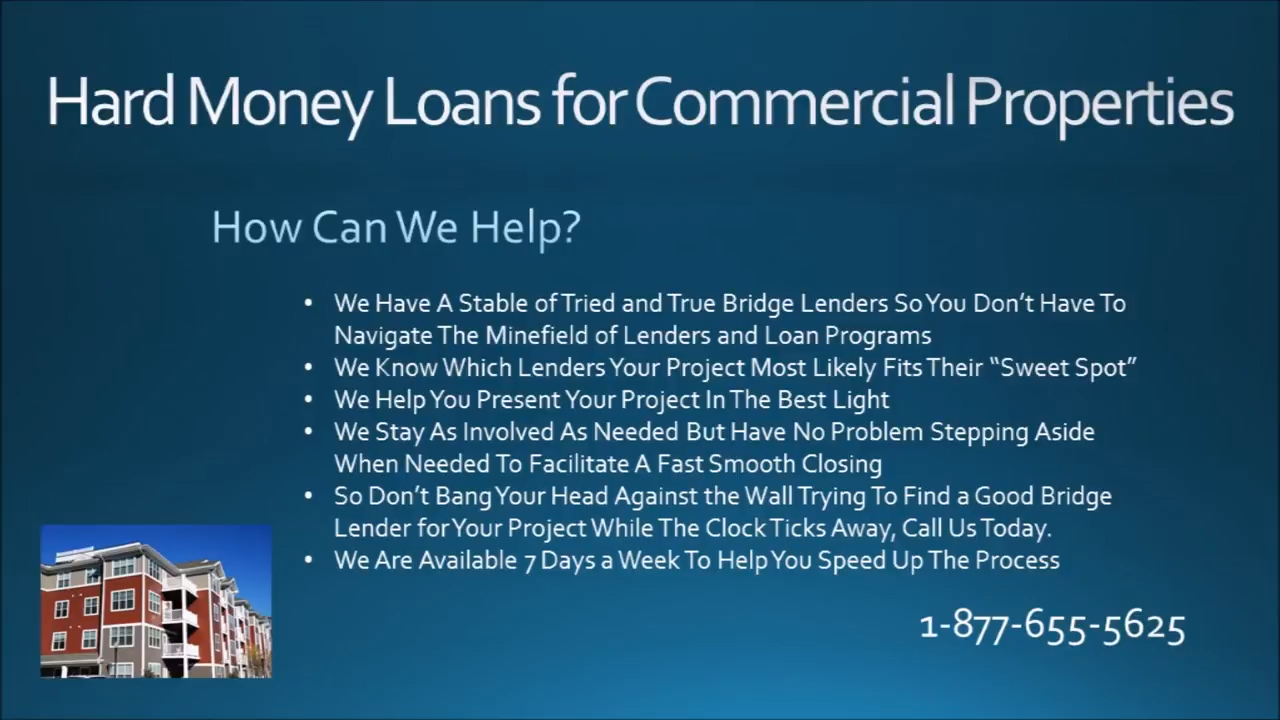 Hard Money Loans for Commercial Properties
How Can We Help?
• We Have A Stable of Tried and True Bridge Lenders So You Don’t Have To
Navigate The Minefield of Lenders and Loan Programs
• We Know Which Lenders Your Project Most Likely Fits Their “Sweet Spot”
• We Help You Present Your Project In The Best Light
• We Stay As Involved As Needed But Have No Problem Stepping Aside
When Needed To Facilitate A Fast Smooth Closing
• So Don’t Bang Your Head Against the Wall Trying To Find a Good Bridge
Lender for Your Project While The Clock Ticks Away, Call Us Today.
• We Are Available 7 Days a Week To Help You Speed Up The Process
1-877-655-5625